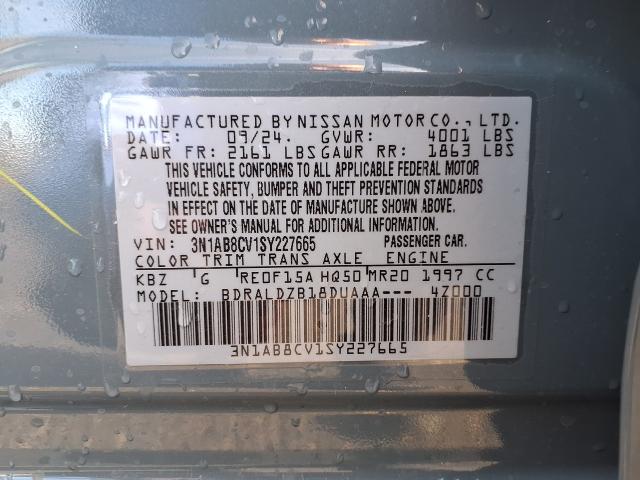 MANUFACTURED BY NISSAN MOTOR CO., LTD.
DATE: 09/24. GVWR: 4001 LBS
GAWR FR: 2161 LBS GAWR RR: 1863 LBS
THIS VEHICLE CONFORMS TO ALL APPLICABLE FEDERAL MOTOR
VEHICLE SAFETY, BUMPER AND THEFT PREVENTION STANDARDS
IN EFFECT ON THE DATE OF MANUFACTURE SHOWN ABOVE.
SEE OWNER'S MANUAL FOR ADDITIONAL INFORMATION.
VIN: 3N1AB8CV1SY227665 PASSENGER CAR.
COLOR TRIM TRANS AXLE ENGINE
KBZ G RE0F15A HQ50 MR20 1997 CC
MODEL: BDRALDZB18DUAAA--- 4Z000
3N1AB8CV1SY227665